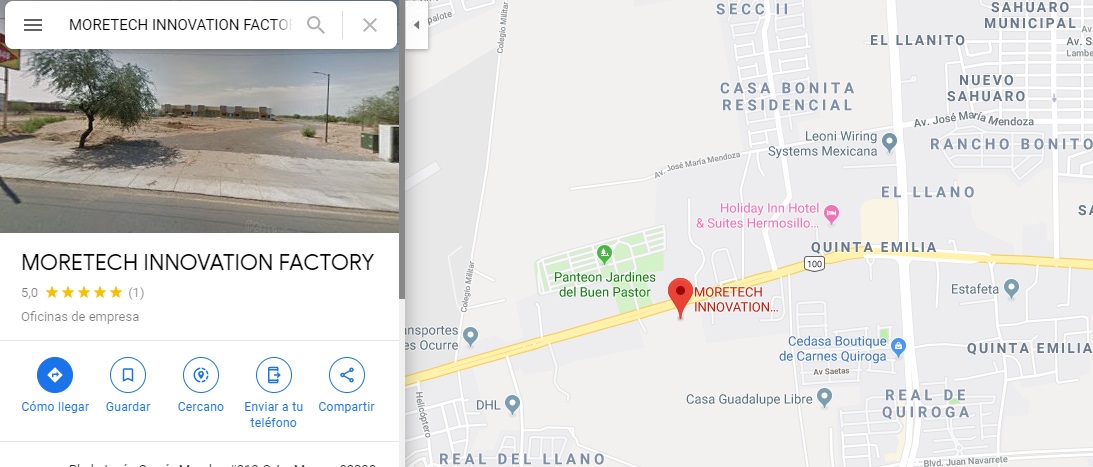 MORETECH INNOVATION FACTO
MORETECH INNOVATION FACTORY
5,0
(1)
Oficinas de empresa
Cómo llegar
Guardar
Cercano
Enviar a tu
teléfono
Compartir
SECC II
SAHUARO
MUNICIPAL
EL LLANITO
Av. S
Lambe
Colegio Militar
palote
CASA BONITA
RESIDENCIAL
NUEVO
SAHUARO
Av. José María Mendoza
Leoni Wiring
Systems Mexicana
RANCHO BONITO
Av. José María Mendoza
EL LLANO
Holiday Inn Hotel
& Suites Hermosillo...
SA
QUINTA EMILIA
100
Panteon Jardines
del Buen Pastor
Colegio Militar
MORETECH
INNOVATION...
Estafeta
nsportes
es Ocurre
Cedasa Boutique
de Carnes Quiroga
QUINTA EMILIA
Av Saetas
Helicóptero
DHL
Casa Guadalupe Libre
REAL DE
QUIROGA
REAL DEL LLANO
Blvd. Juan Navarrete